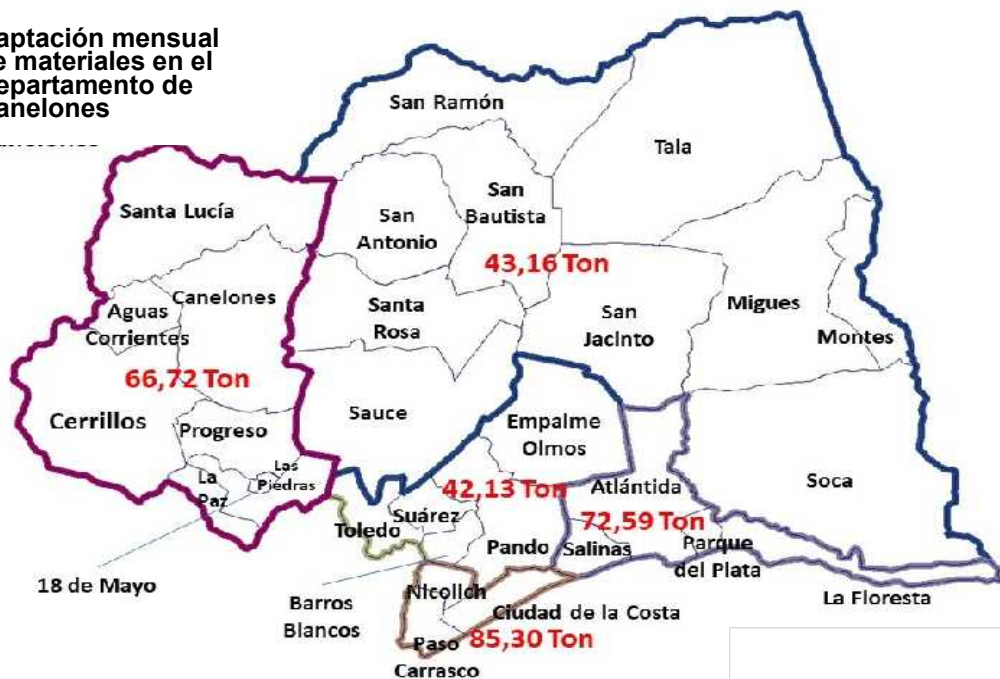 aptación mensual
e materiales en el
epartamento de
anelones
San Ramón
Tala
Santa Lucía
San
Bautista
San
Antonio
43,16 Ton
Canelones
Aguas
Corrientes
Santa
Rosa
San
Jacinto
Migues
Montes
66,72 Ton
Cerrillos
Progreso
Sauce
Empalme
Olmos
Las
Piedras
La
Paz
42,13 Ton
Atlántida
Soca
Suárez
Toledo
72,59 Ton
Pando
Salinas
Parque
del Plata
18 de Mayo
Barros
Blancos
Nicolich
Ciudad de la Costa
La Floresta
Paso
Carrasco
85,30 Ton